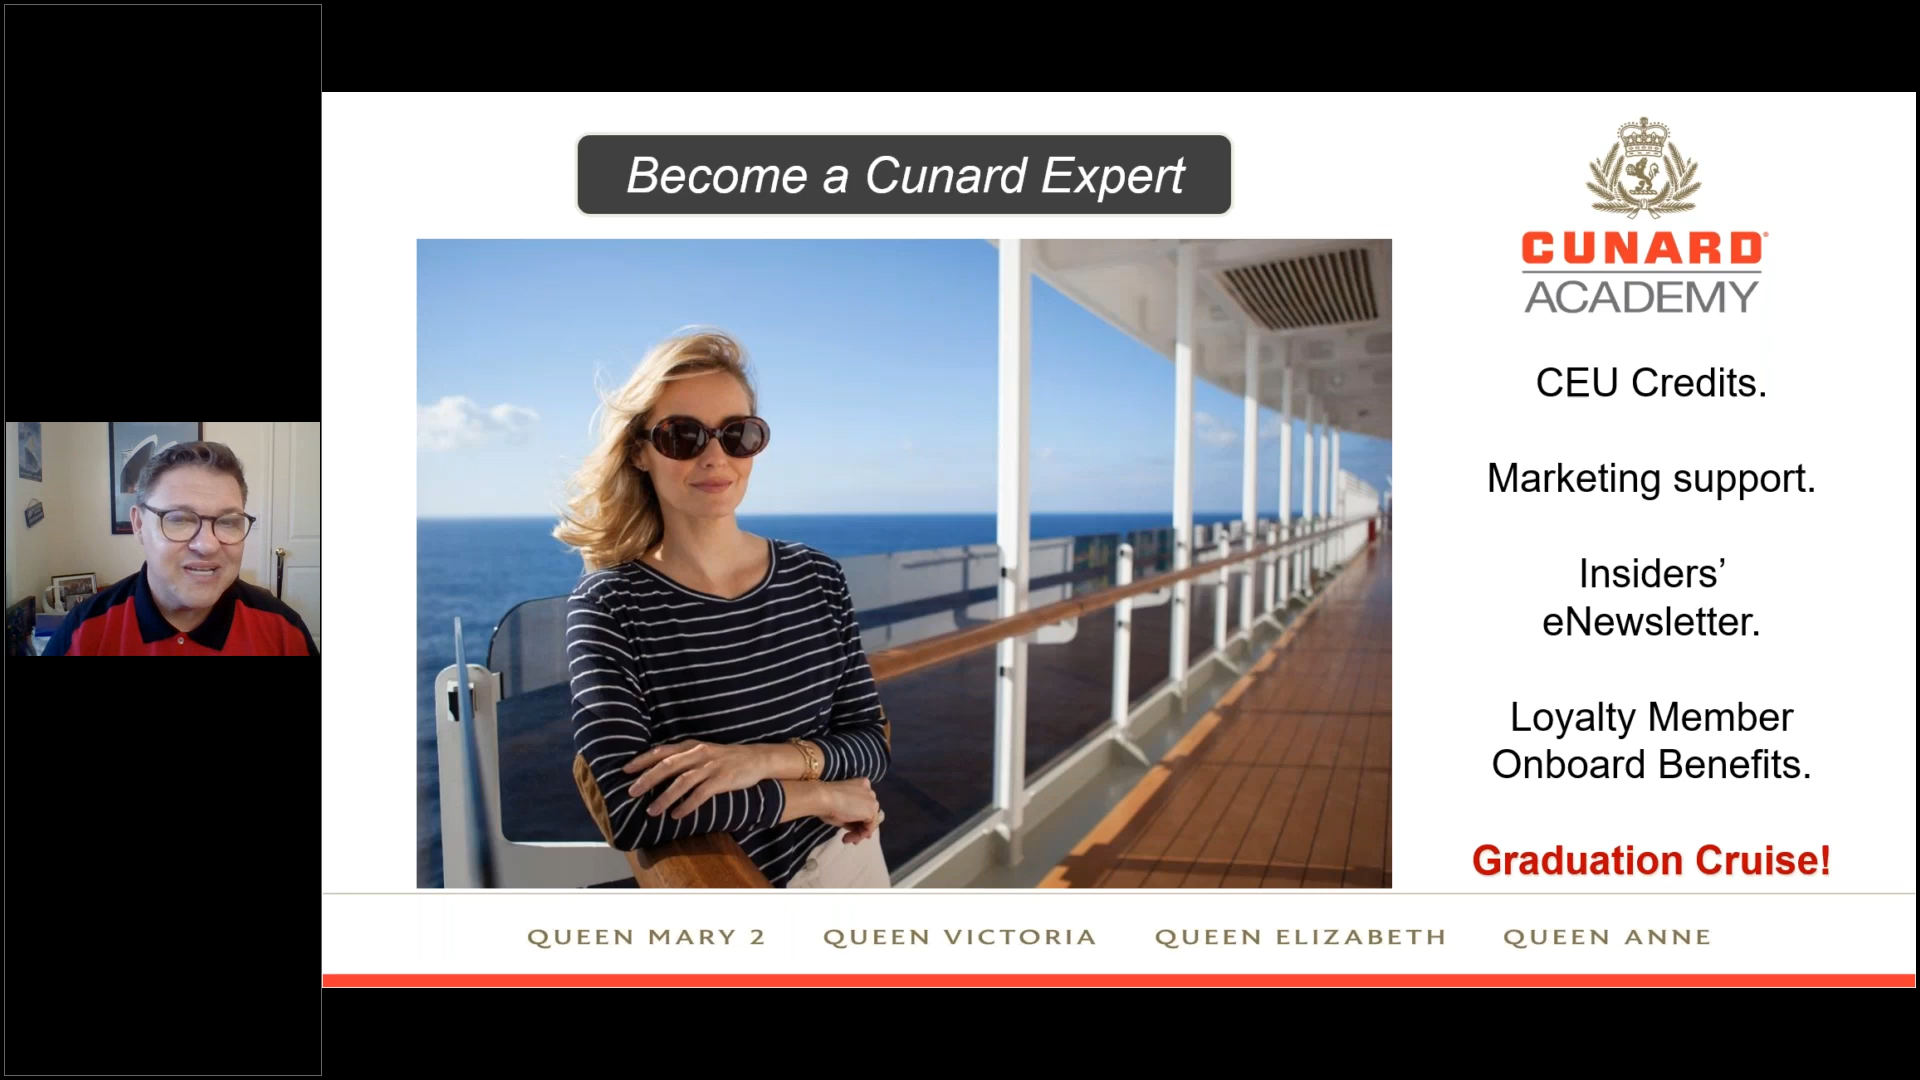 Become a Cunard Expert
CUNARD®
ACADEMY
CEU Credits.
Marketing support.
Insiders’
eNewsletter.
Loyalty Member
Onboard Benefits.
Graduation Cruise!
QUEEN MARY 2 QUEEN VICTORIA QUEEN ELIZABETH QUEEN ANNE